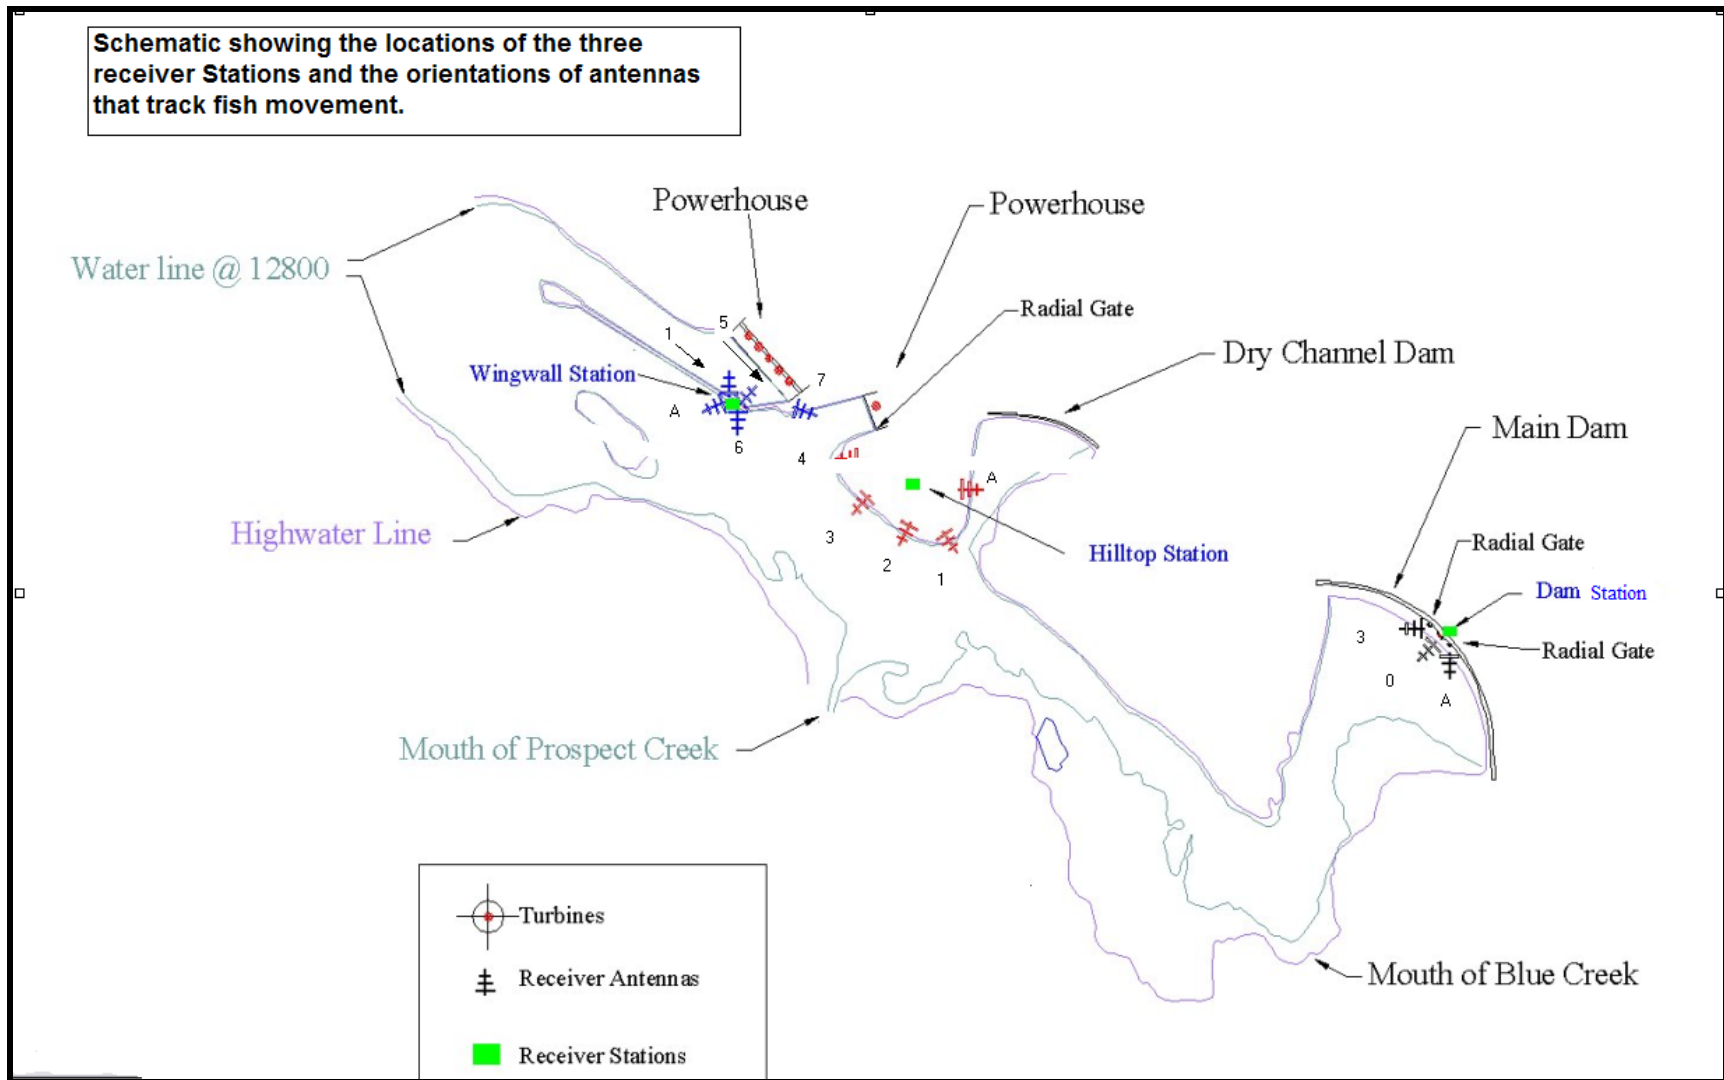 Schematic showing the locations of the three
receiver Stations and the orientations of antennas
that track fish movement.
Powerhouse
Powerhouse
Water line @ 12800
Radial Gate
5
1
Dry Channel Dam
Wingwall Station
7
A
6
4
Main Dam
A
Highwater Line
3
Hilltop Station
2
1
Radial Gate
Dam Station
3
Radial Gate
0
A
Mouth of Prospect Creek
Turbines
Receiver Antennas
Mouth of Blue Creek
Receiver Stations